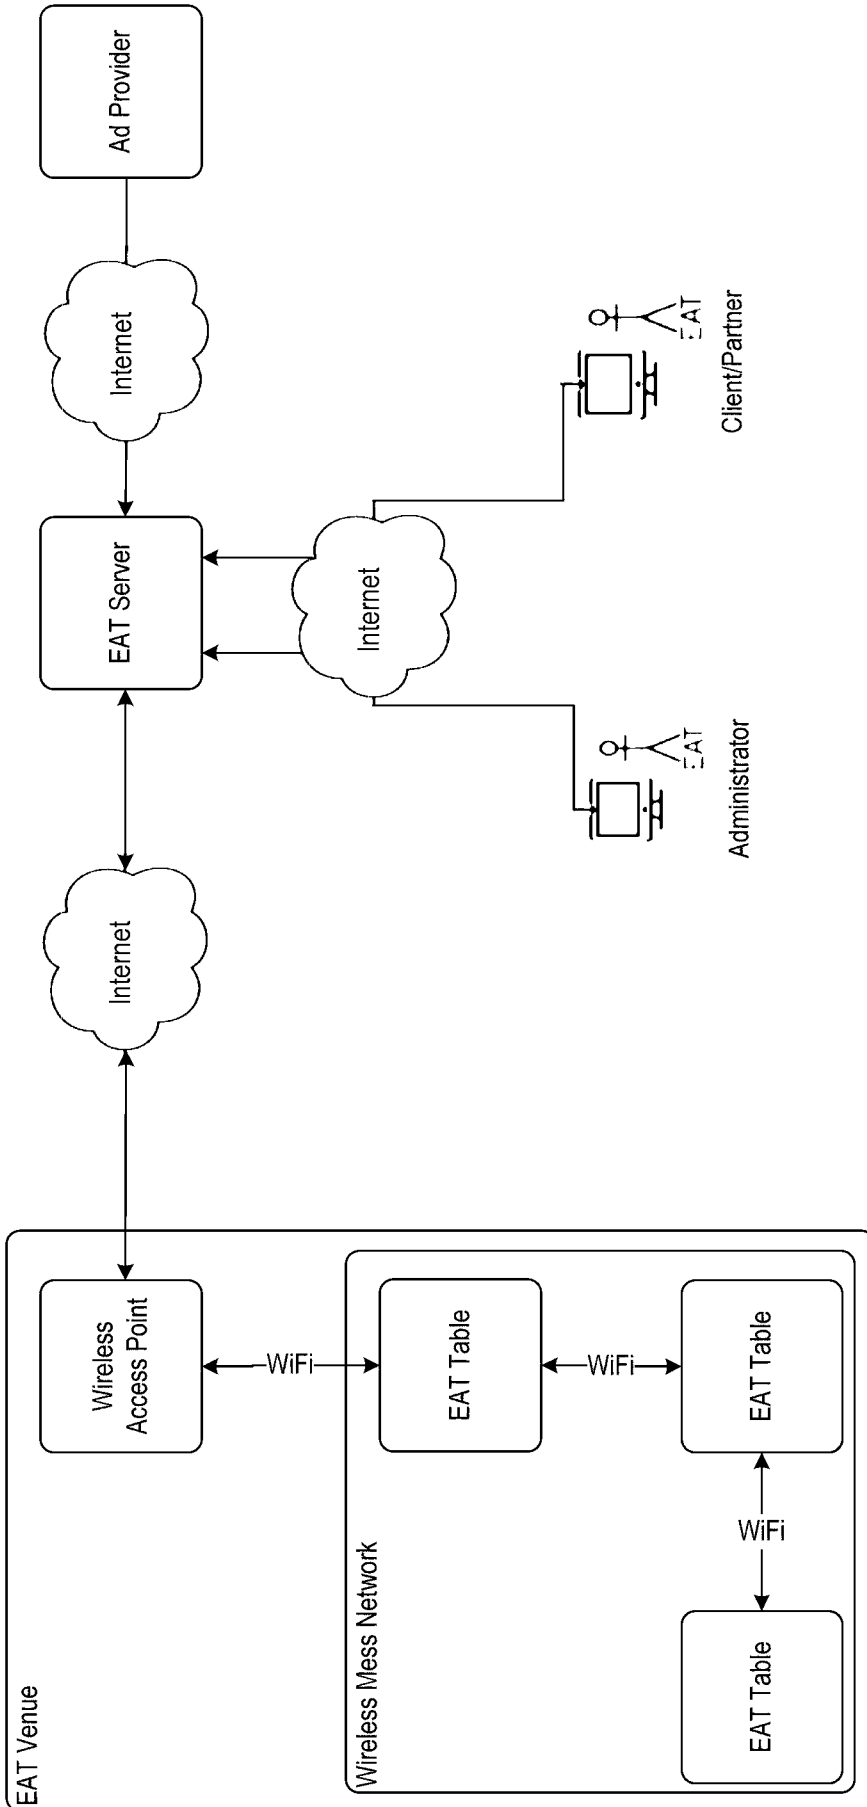 EAT Venue
Wireless
Access Point
Internet
EAT Server
Internet
Ad Provider
WiFi
Internet
Wireless Mess Network
EAT Table
WiFi
EAT
Administrator
EAT
Client/Partner
EAT Table
WiFi
EAT Table